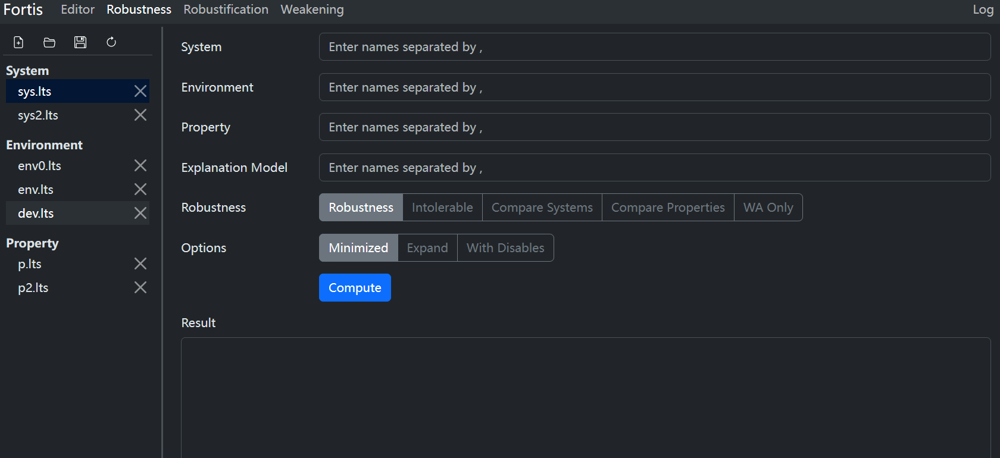 Fortis Editor Robustness Robustification Weakening Log
System
sys.lts
sys2.lts
Environment
env0.lts
env.lts
dev.lts
Property
p.lts
p2.lts
System Enter names separated by ,
Environment Enter names separated by ,
Property Enter names separated by ,
Explanation Model Enter names separated by ,
Robustness Robustness Intolerable Compare Systems Compare Properties WA Only
Options Minimized Expand With Disables
Compute
Result